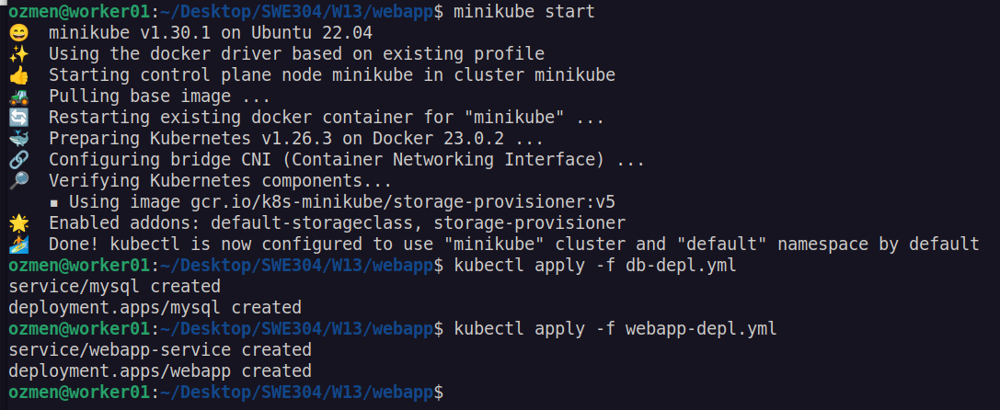 ozmen@worker01:~/Desktop/SWE304/W13/webapp$ minikube start
😄 minikube v1.30.1 on Ubuntu 22.04
✨ Using the docker driver based on existing profile
👍 Starting control plane node minikube in cluster minikube
🚜 Pulling base image ...
🔄 Restarting existing docker container for "minikube" ...
🐳 Preparing Kubernetes v1.26.3 on Docker 23.0.2 ...
🔗 Configuring bridge CNI (Container Networking Interface) ...
🔎 Verifying Kubernetes components...
▪ Using image gcr.io/k8s-minikube/storage-provisioner:v5
🌟 Enabled addons: default-storageclass, storage-provisioner
🏄 Done! kubectl is now configured to use "minikube" cluster and "default" namespace by default
ozmen@worker01:~/Desktop/SWE304/W13/webapp$ kubectl apply -f db-depl.yml
service/mysql created
deployment.apps/mysql created
ozmen@worker01:~/Desktop/SWE304/W13/webapp$ kubectl apply -f webapp-depl.yml
service/webapp-service created
deployment.apps/webapp created
ozmen@worker01:~/Desktop/SWE304/W13/webapp$